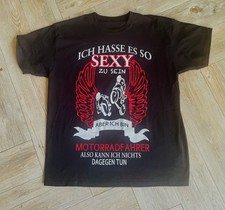 ICH HASSE ES SO
SEXY
ZU SEIN
ABER ICH BIN
MOTORRADFAHRER
ALSO KANN ICH NICHTS
DAGEGEN TUN